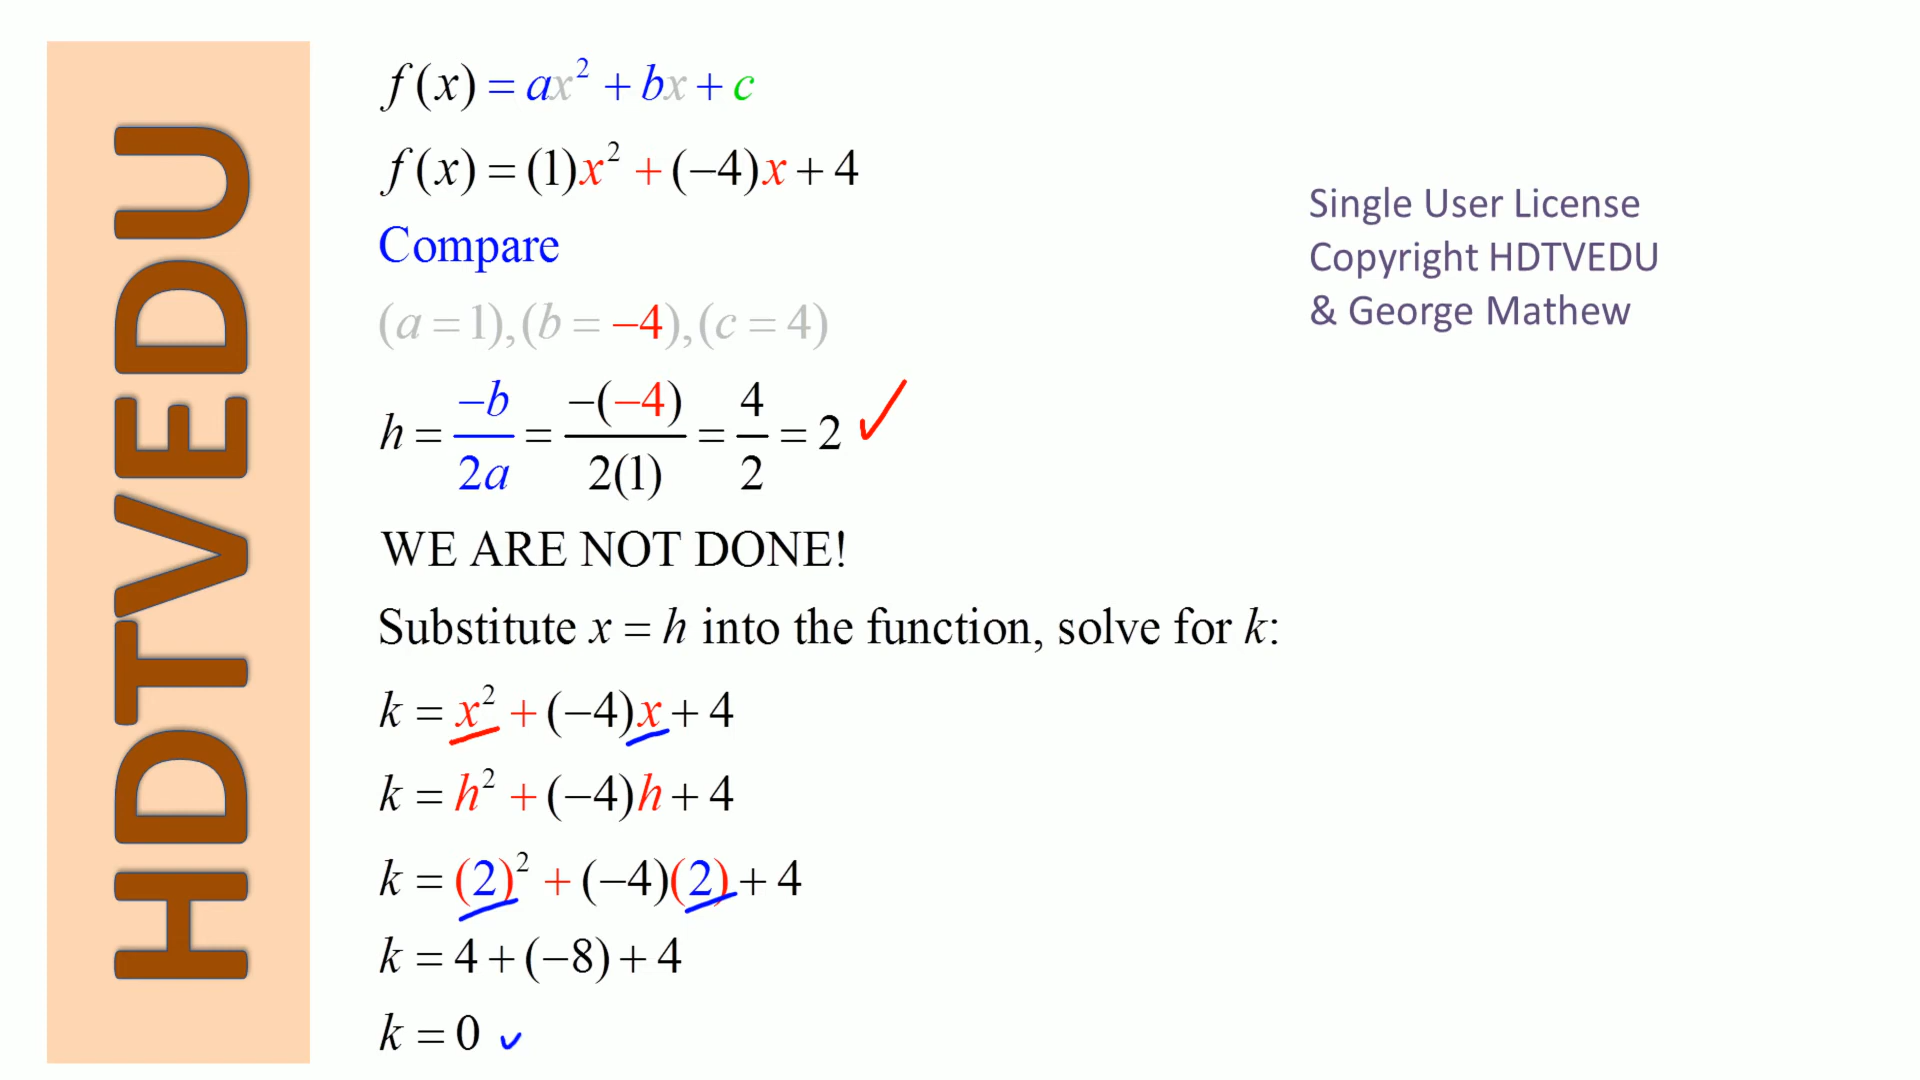 HDTVEDU
f(x) = ax² + bx + c
f(x) = (1)x² + (−4)x + 4
Compare
(a = 1), (b = −4), (c = 4)
h = −b/2a = −(−4)/2(1) = 4/2 = 2 ✓
WE ARE NOT DONE!
Substitute x = h into the function, solve for k:
k = x² + (−4)x + 4
k = h² + (−4)h + 4
k = (2)² + (−4)(2) + 4
k = 4 + (−8) + 4
k = 0 ✓
Single User License
Copyright HDTVEDU
& George Mathew